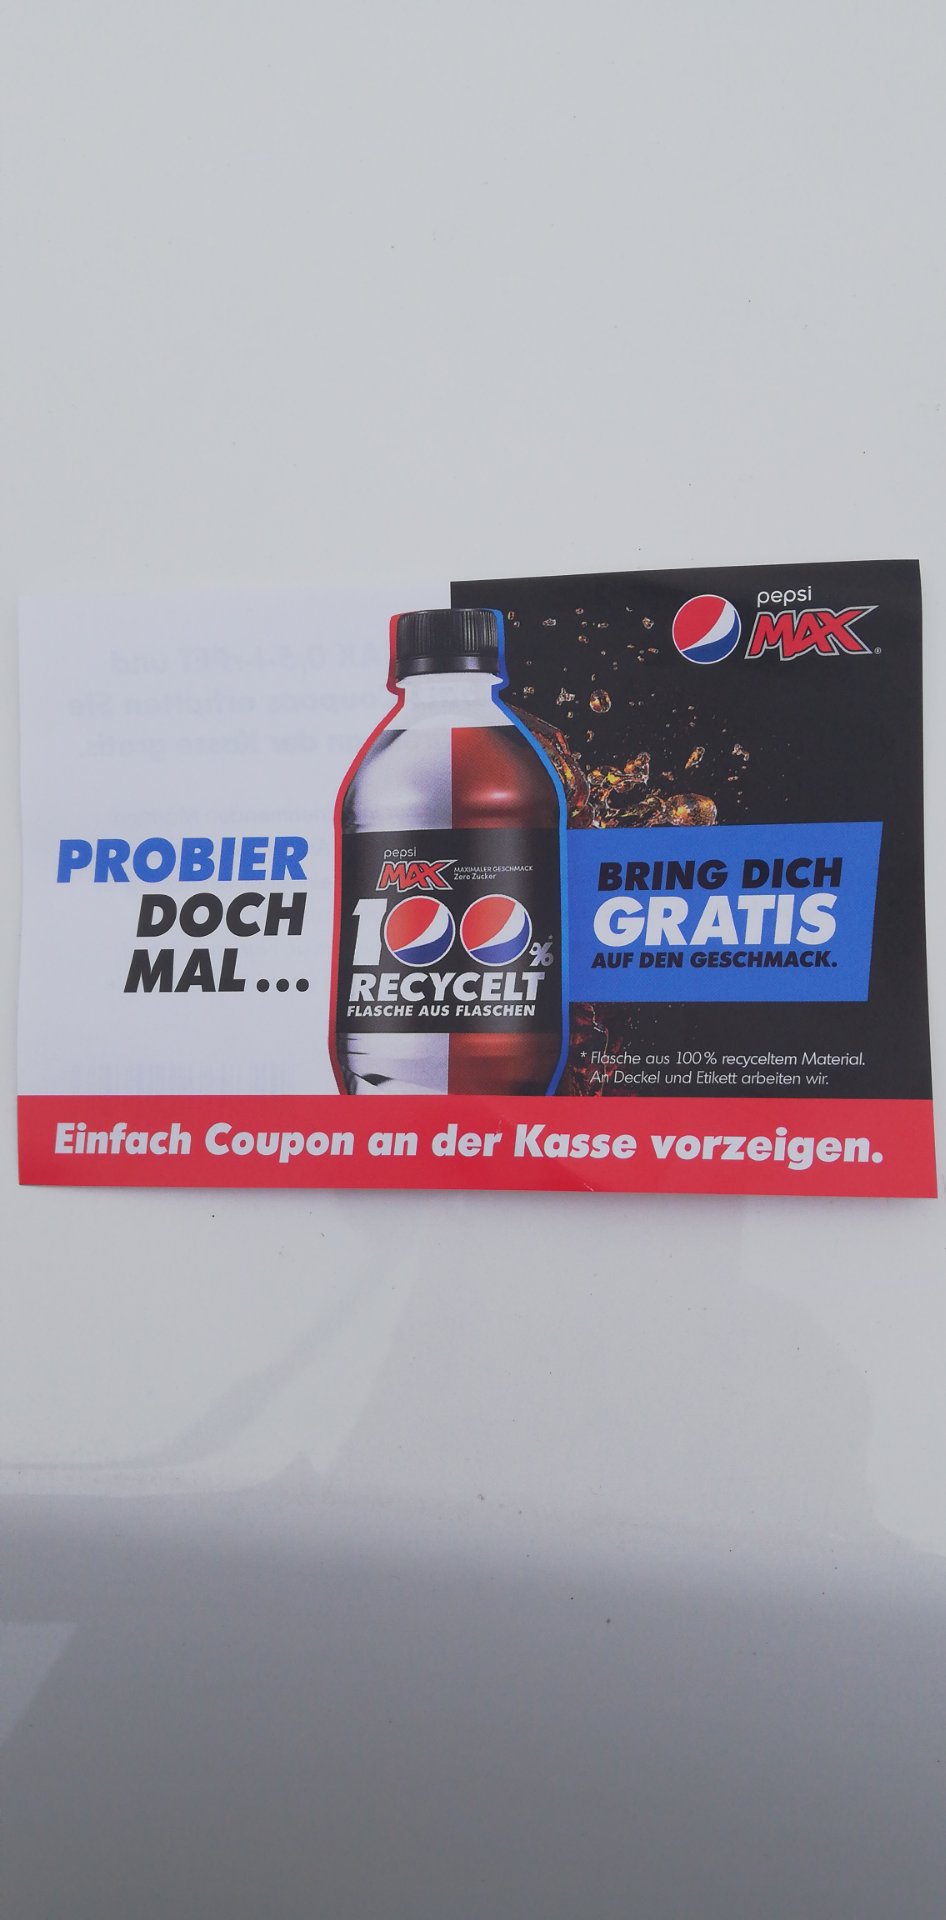 pepsi
MAX®
PROBIER
DOCH
MAL...
pepsi
MAX
MAXIMALER GESCHMACK
Zero Zucker
100%*
RECYCELT
FLASCHE AUS FLASCHEN
BRING DICH
GRATIS
AUF DEN GESCHMACK.
* Flasche aus 100% recyceltem Material.
An Deckel und Etikett arbeiten wir.
Einfach Coupon an der Kasse vorzeigen.